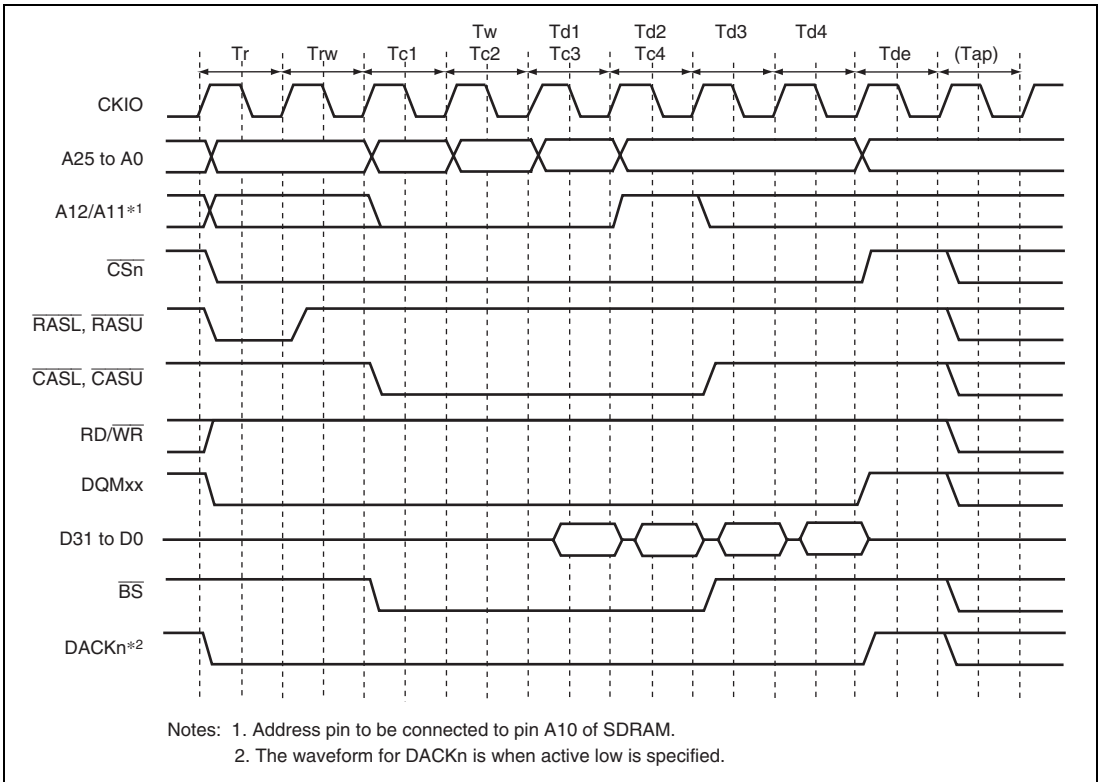 Tw Td1 Td2 Td3 Td4
Tr Trw Tc1 Tc2 Tc3 Tc4 Tde (Tap)
CKIO
A25 to A0
A12/A11*1
CSn
RASL, RASU
CASL, CASU
RD/WR
DQMxx
D31 to D0
BS
DACKn*2
Notes: 1. Address pin to be connected to pin A10 of SDRAM.
2. The waveform for DACKn is when active low is specified.